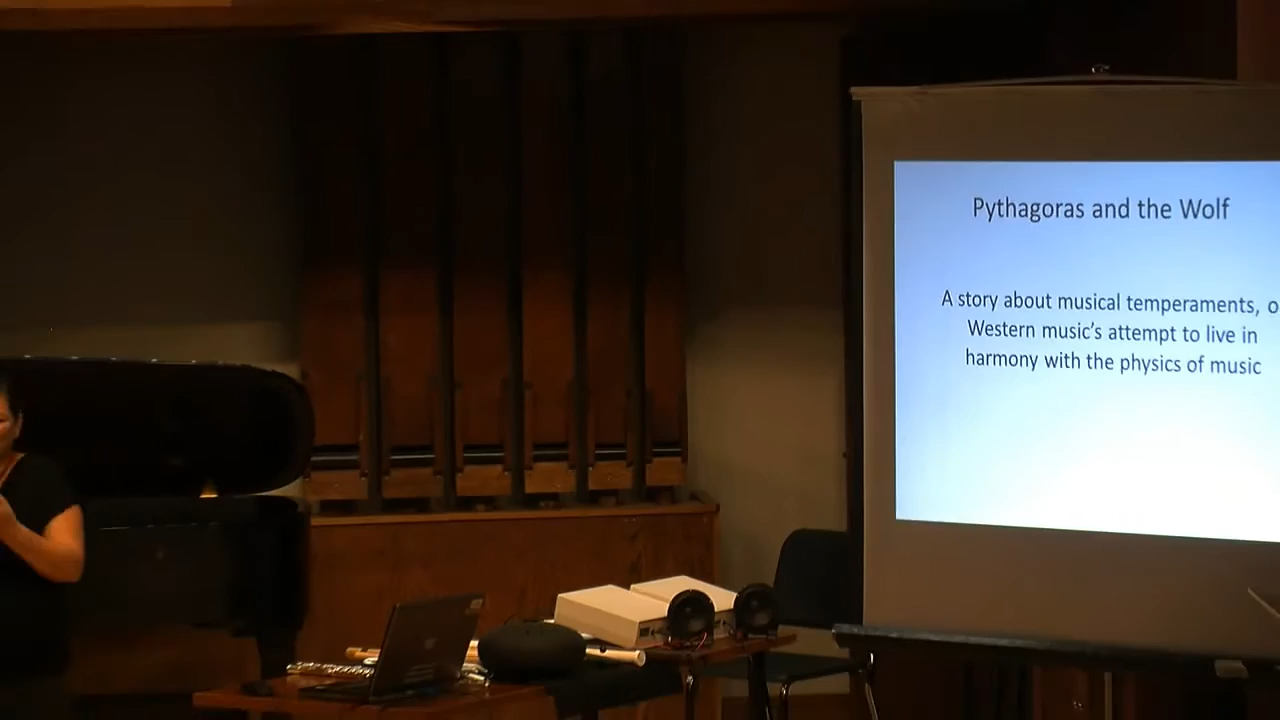 Pythagoras and the Wolf
A story about musical temperaments, o
Western music's attempt to live in
harmony with the physics of music